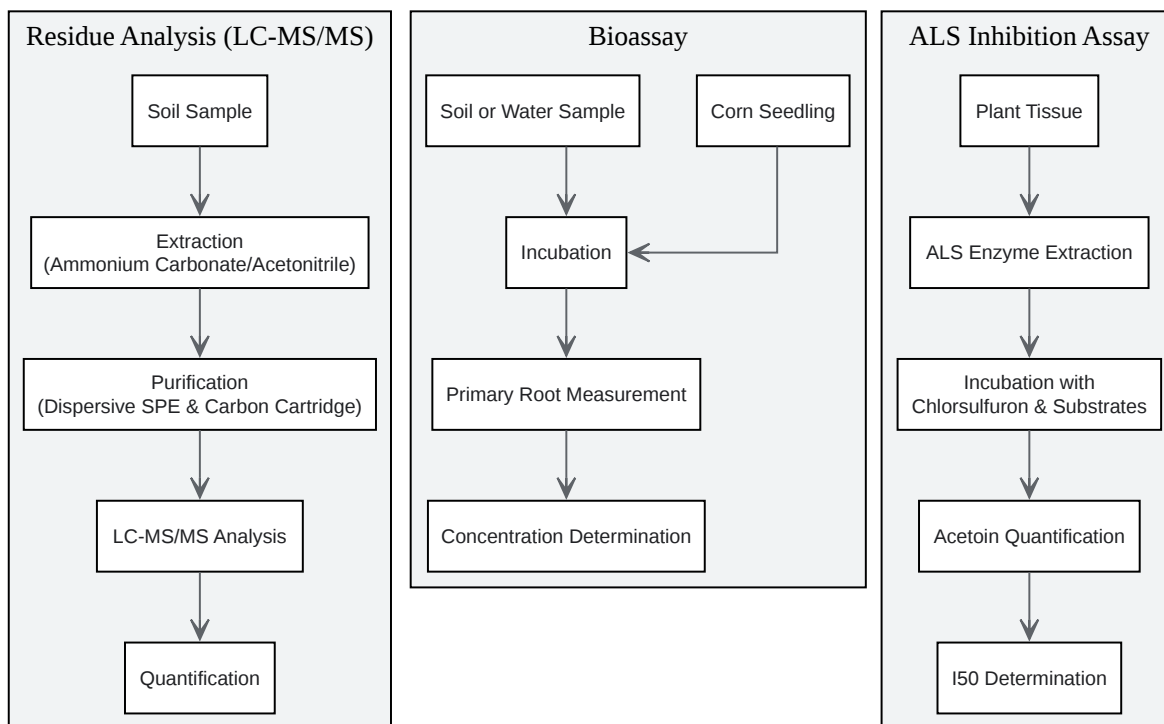 Residue Analysis (LC-MS/MS)
Soil Sample
Extraction
(Ammonium Carbonate/Acetonitrile)
Purification
(Dispersive SPE & Carbon Cartridge)
LC-MS/MS Analysis
Quantification
Bioassay
Soil or Water Sample
Corn Seedling
Incubation
Primary Root Measurement
Concentration Determination
ALS Inhibition Assay
Plant Tissue
ALS Enzyme Extraction
Incubation with
Chlorsulfuron & Substrates
Acetoin Quantification
I50 Determination